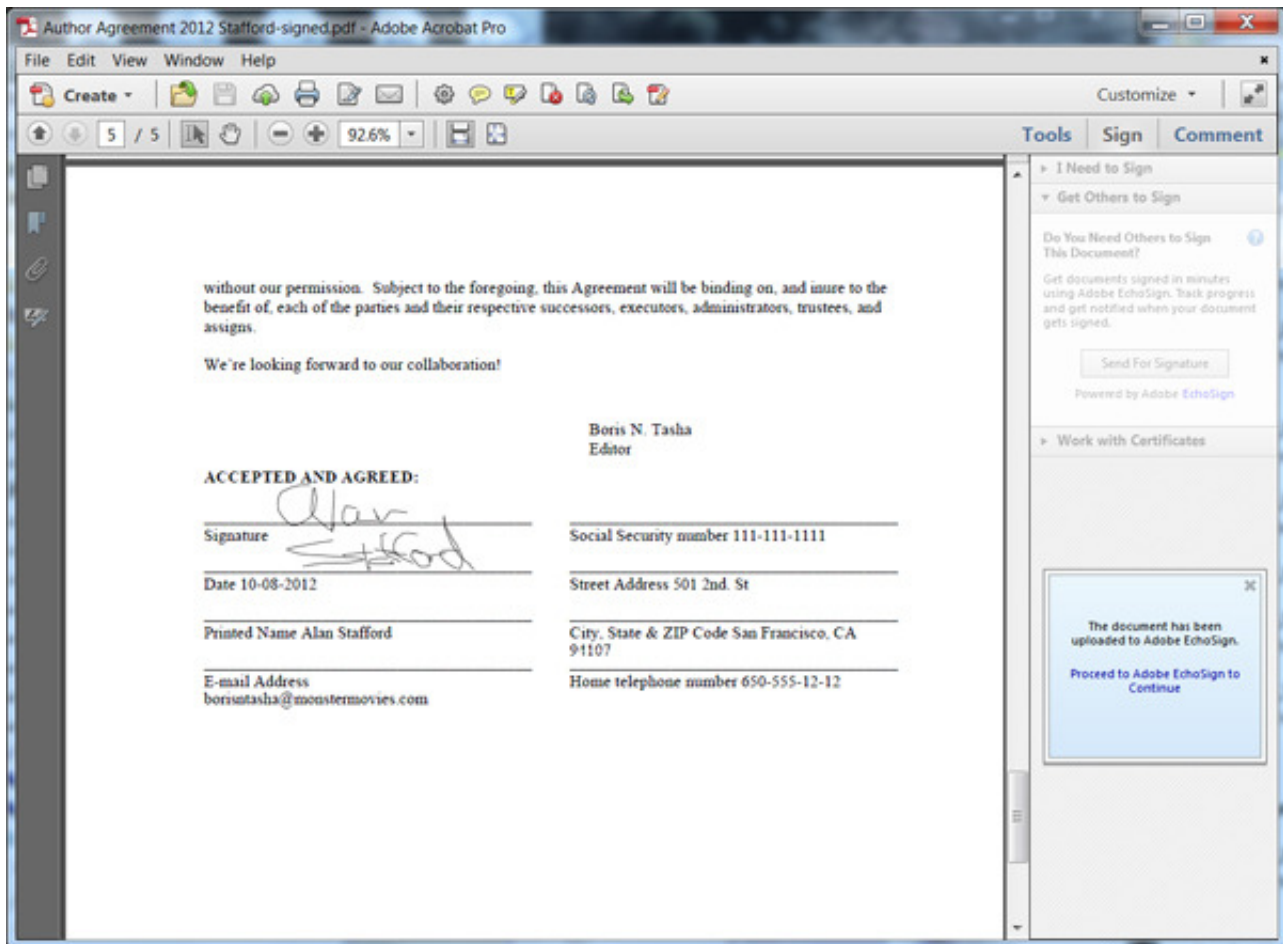 Author Agreement 2012 Stafford-signed.pdf - Adobe Acrobat Pro
File Edit View Window Help
Create
Customize
5 / 5 92.6%
Tools Sign Comment
I Need to Sign
Get Others to Sign
Do You Need Others to Sign
This Document?
Get documents signed in minutes
using Adobe EchoSign. Track progress
and get notified when your document
gets signed.
Send For Signature
Powered by Adobe EchoSign
Work with Certificates
without our permission. Subject to the foregoing, this Agreement will be binding on, and inure to the
benefit of, each of the parties and their respective successors, executors, administrators, trustees, and
assigns.
We're looking forward to our collaboration!
Boris N. Tasha
Editor
ACCEPTED AND AGREED:
Alan
Stafford
Signature
Social Security number 111-111-1111
Date 10-08-2012
Street Address 501 2nd. St
Printed Name Alan Stafford
City, State & ZIP Code San Francisco, CA
94107
E-mail Address
borisntasha@monstermovies.com
Home telephone number 650-555-12-12
The document has been
uploaded to Adobe EchoSign.
Proceed to Adobe EchoSign to
Continue